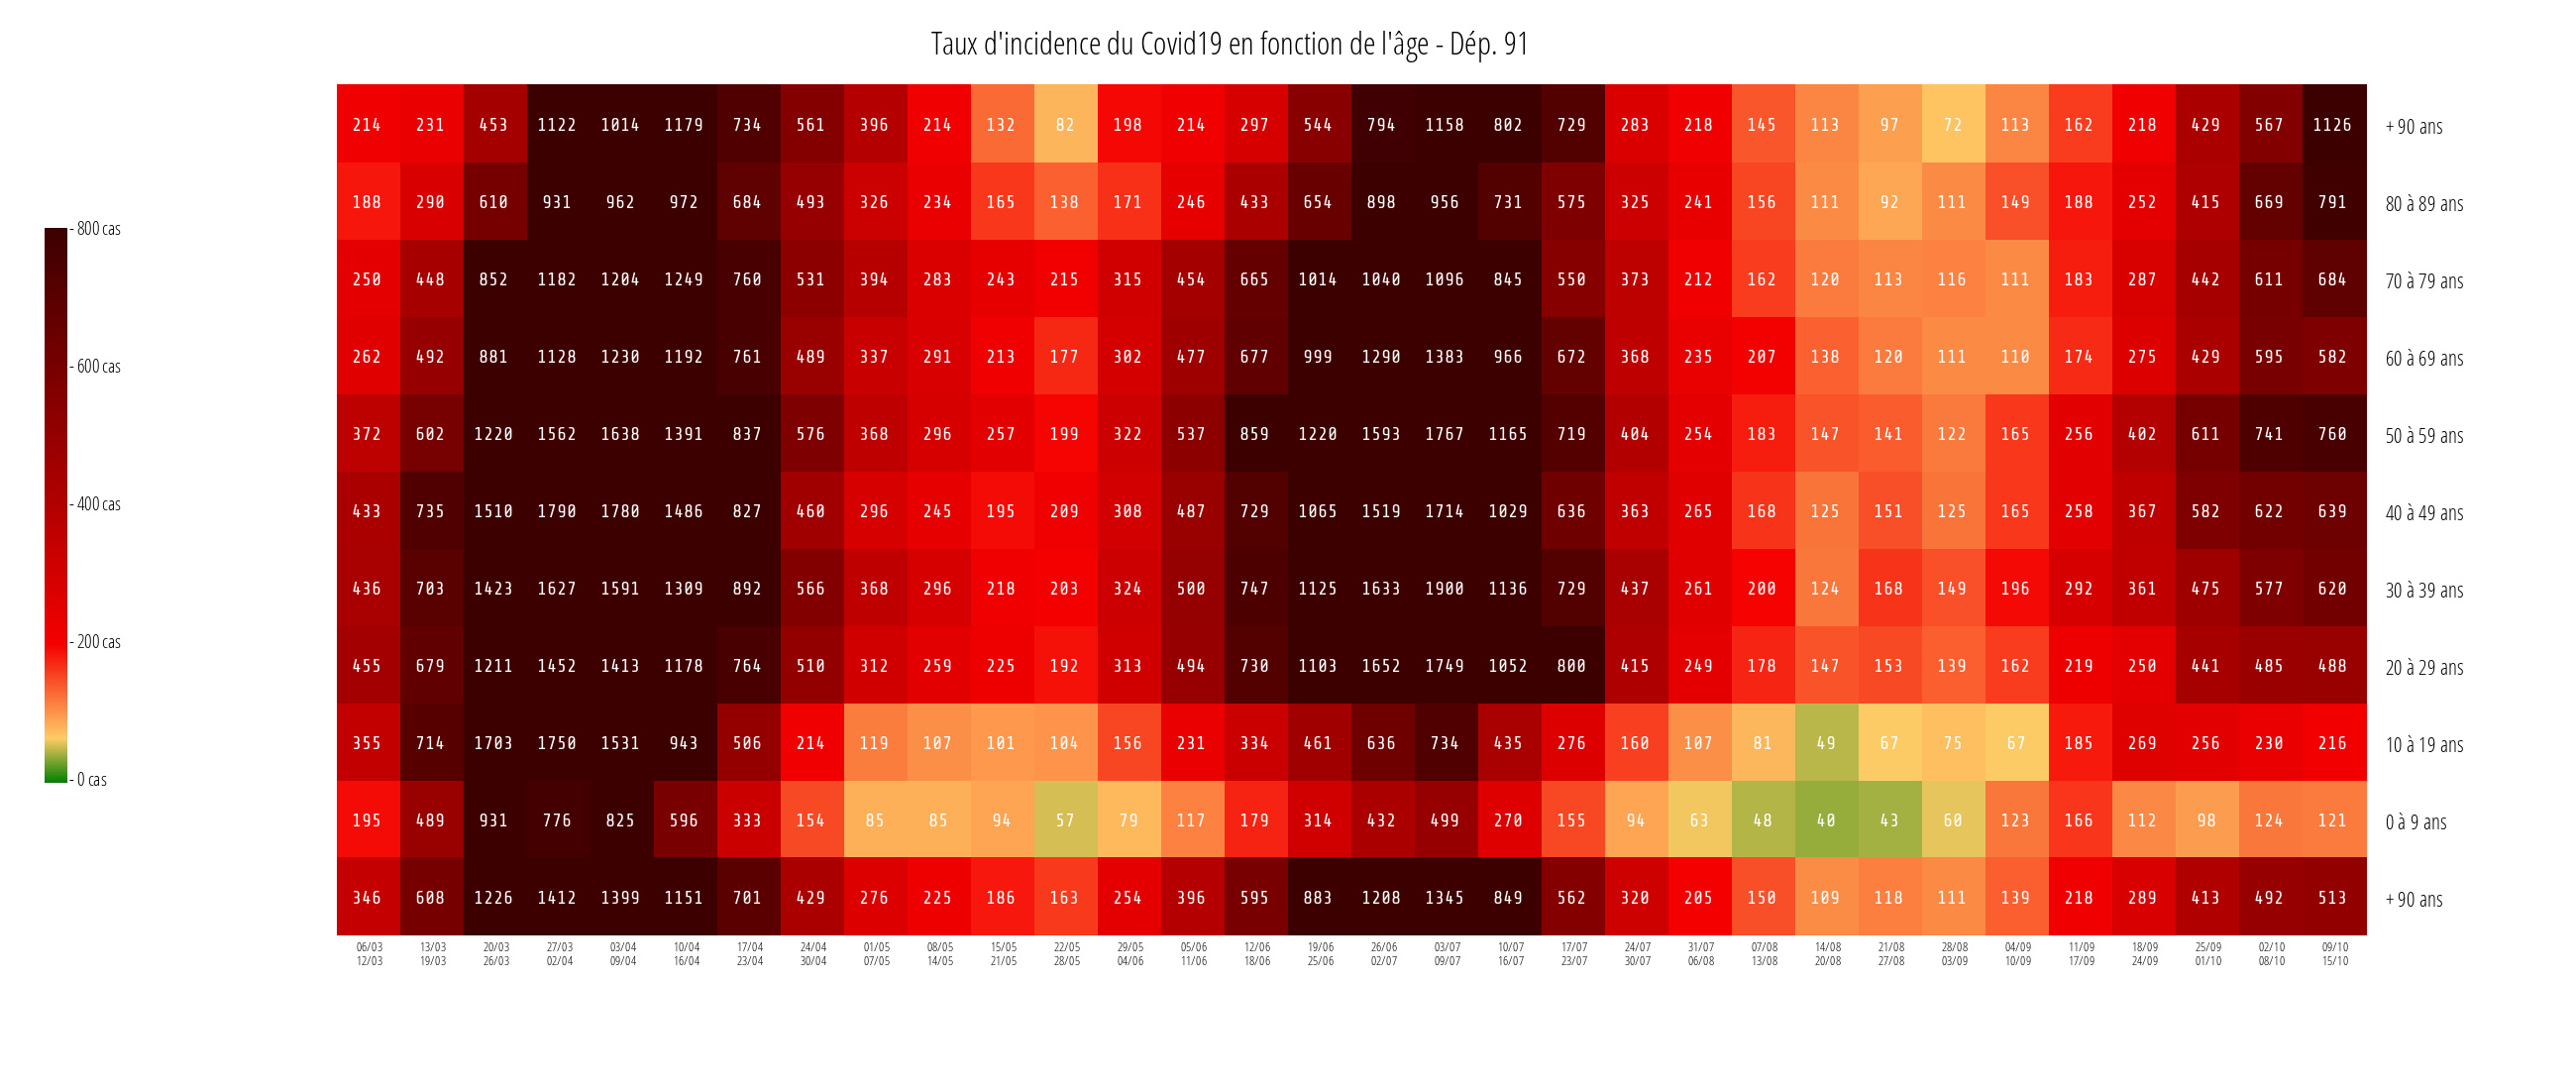 Taux d'incidence du Covid19 en fonction de l'âge - Dép. 91
- 800 cas
- 600 cas
- 400 cas
- 200 cas
- 0 cas
214 231 453 1122 1014 1179 734 561 396 214 132 82 198 214 297 544 794 1158 802 729 283 218 145 113 97 72 113 162 218 429 567 1126 + 90 ans
188 290 610 931 962 972 684 493 326 234 165 138 171 246 433 654 898 956 731 575 325 241 156 111 92 111 149 188 252 415 669 791 80 à 89 ans
250 448 852 1182 1204 1249 760 531 394 283 243 215 315 454 665 1014 1040 1096 845 550 373 212 162 120 113 116 111 183 287 442 611 684 70 à 79 ans
262 492 881 1128 1230 1192 761 489 337 291 213 177 302 477 677 999 1290 1383 966 672 368 235 207 138 120 111 110 174 275 429 595 582 60 à 69 ans
372 602 1220 1562 1638 1391 837 576 368 296 257 199 322 537 859 1220 1593 1767 1165 719 404 254 183 147 141 122 165 256 402 611 741 760 50 à 59 ans
433 735 1510 1790 1780 1486 827 460 296 245 195 209 308 487 729 1065 1519 1714 1029 636 363 265 168 125 151 125 165 258 367 582 622 639 40 à 49 ans
436 703 1423 1627 1591 1309 892 566 368 296 218 203 324 500 747 1125 1633 1900 1136 729 437 261 200 124 168 149 196 292 361 475 577 620 30 à 39 ans
455 679 1211 1452 1413 1178 764 510 312 259 225 192 313 494 730 1103 1652 1749 1052 800 415 249 178 147 153 139 162 219 250 441 485 488 20 à 29 ans
355 714 1703 1750 1531 943 506 214 119 107 101 104 156 231 334 461 636 734 435 276 160 107 81 49 67 75 67 185 269 256 230 216 10 à 19 ans
195 489 931 776 825 596 333 154 85 85 94 57 79 117 179 314 432 499 270 155 94 63 48 40 43 60 123 166 112 98 124 121 0 à 9 ans
346 608 1226 1412 1399 1151 701 429 276 225 186 163 254 396 595 883 1208 1345 849 562 320 205 150 109 118 111 139 218 289 413 492 513 + 90 ans
06/03 13/03 20/03 27/03 03/04 10/04 17/04 24/04 01/05 08/05 15/05 22/05 29/05 05/06 12/06 19/06 26/06 03/07 10/07 17/07 24/07 31/07 07/08 14/08 21/08 28/08 04/09 11/09 18/09 25/09 02/10 09/10
12/03 19/03 26/03 02/04 09/04 16/04 23/04 30/04 07/05 14/05 21/05 28/05 04/06 11/06 18/06 25/06 02/07 09/07 16/07 23/07 30/07 06/08 13/08 20/08 27/08 03/09 10/09 17/09 24/09 01/10 08/10 15/10